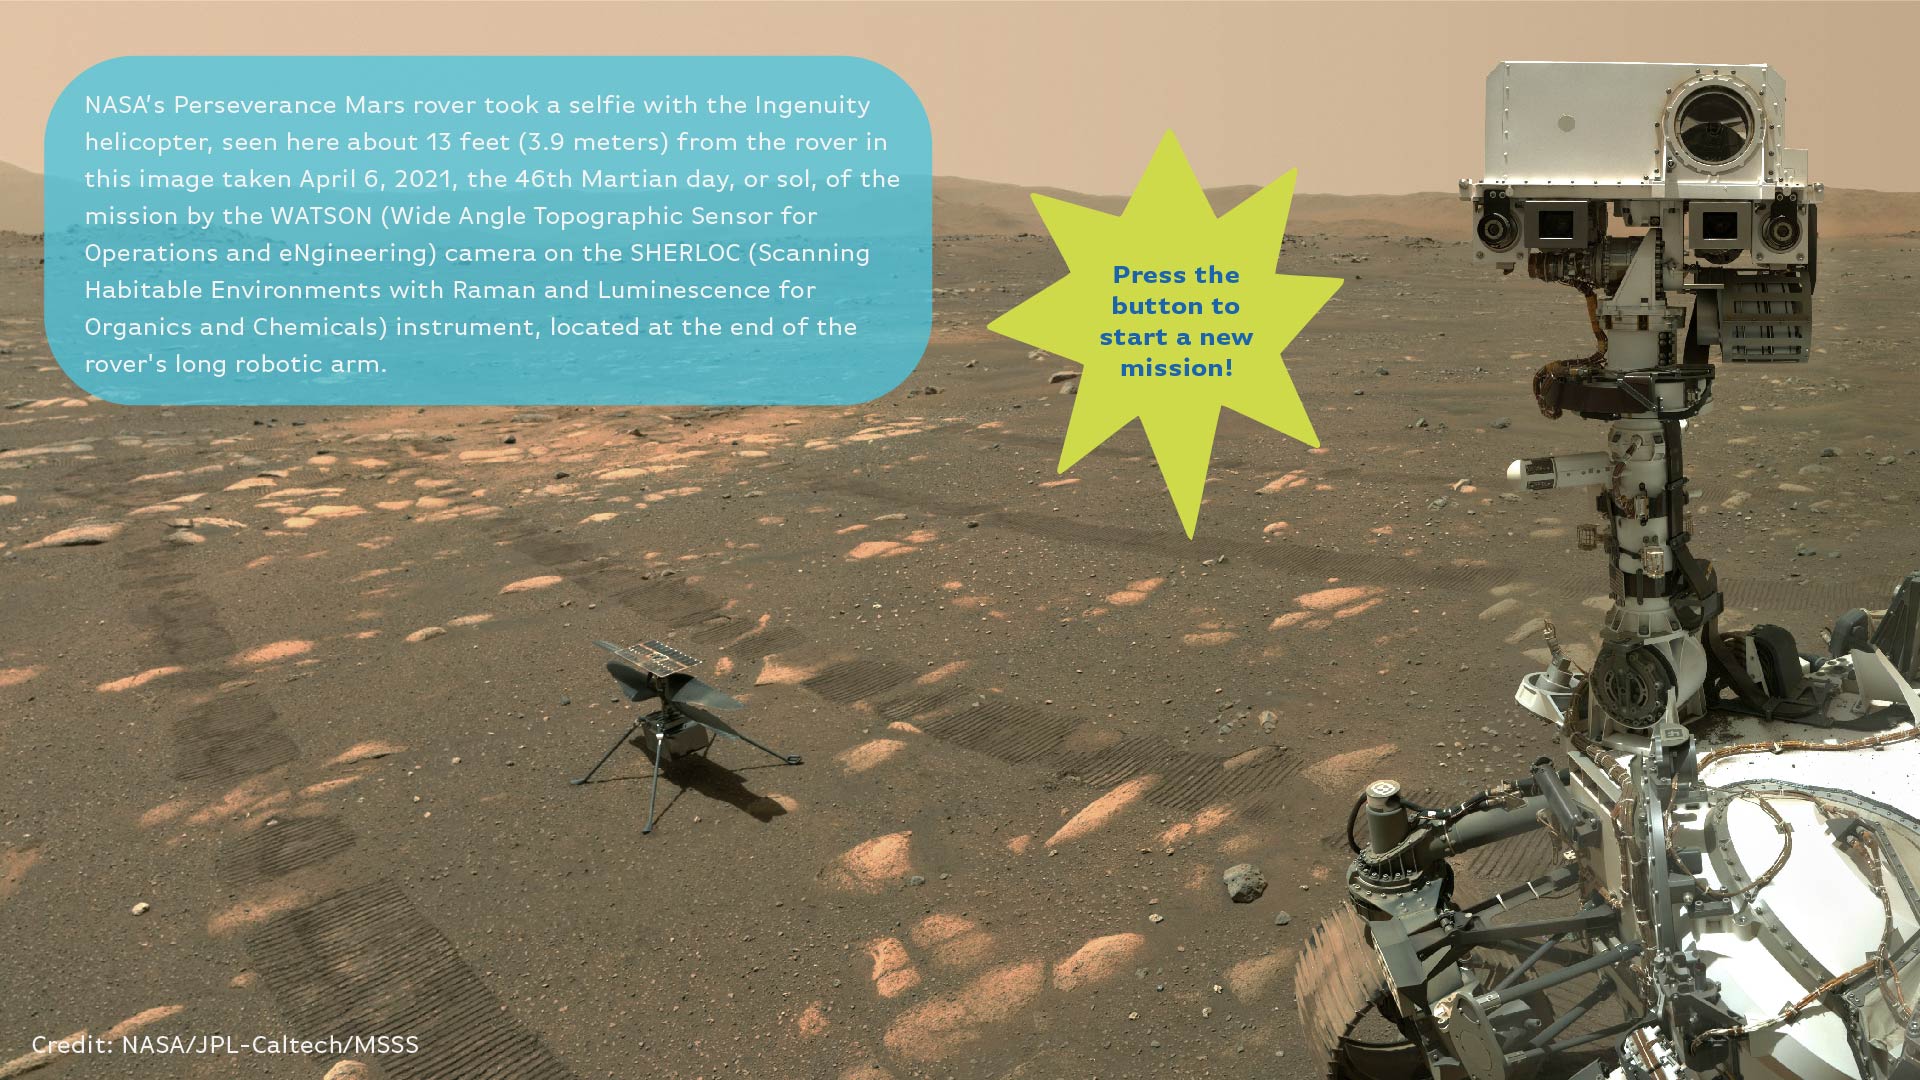 NASA's Perseverance Mars rover took a selfie with the Ingenuity
helicopter, seen here about 13 feet (3.9 meters) from the rover in
this image taken April 6, 2021, the 46th Martian day, or sol, of the
mission by the WATSON (Wide Angle Topographic Sensor for
Operations and eNgineering) camera on the SHERLOC (Scanning
Habitable Environments with Raman and Luminescence for
Organics and Chemicals) instrument, located at the end of the
rover's long robotic arm.
Press the
button to
start a new
mission!
Credit: NASA/JPL-Caltech/MSSS